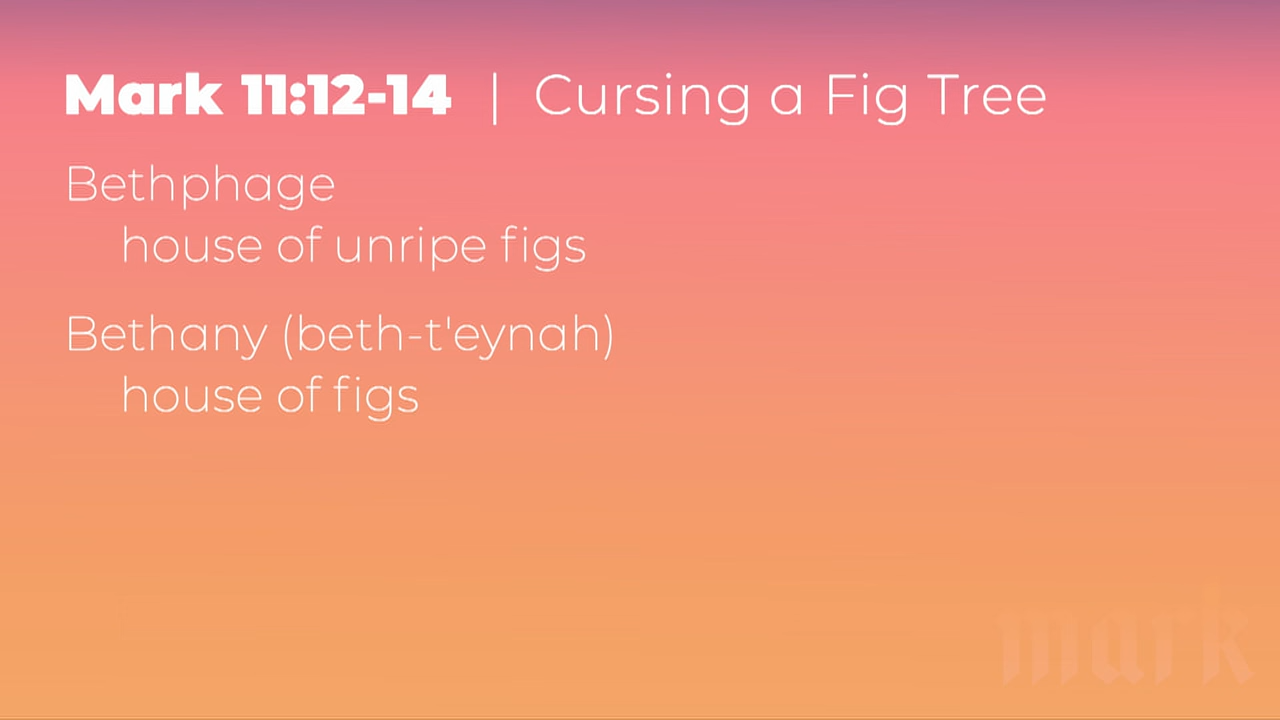 Mark 11:12-14 | Cursing a Fig Tree
Bethphage
house of unripe figs
Bethany (beth-t'eynah)
house of figs
mark